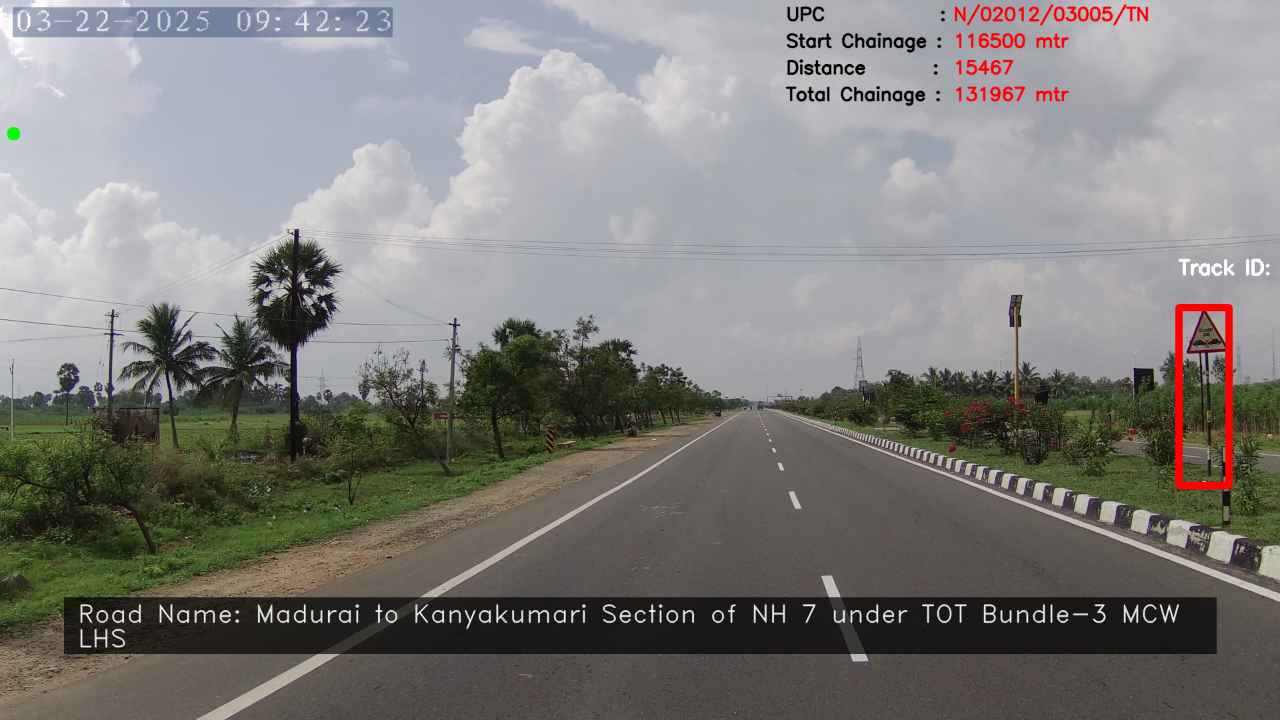 03-22-2025 09:42:23
UPC : N/02012/03005/TN
Start Chainage : 116500 mtr
Distance : 15467
Total Chainage : 131967 mtr
Track ID:
Road Name: Madurai to Kanyakumari Section of NH 7 under TOT Bundle-3 MCW
LHS